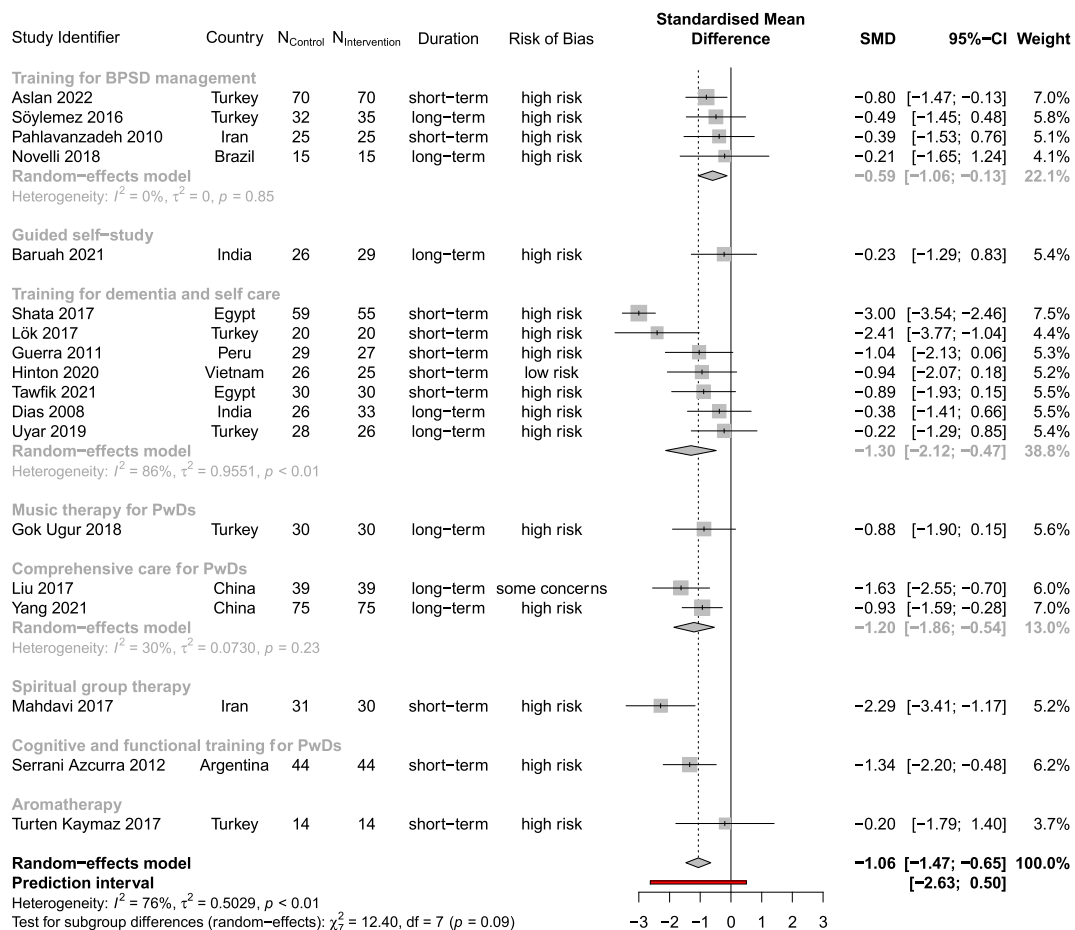 Standardised Mean
Study Identifier Country N_Control N_Intervention Duration Risk of Bias Difference SMD 95%−CI Weight
Training for BPSD management
Aslan 2022 Turkey 70 70 short−term high risk −0.80 [−1.47; −0.13] 7.0%
Söylemez 2016 Turkey 32 35 long−term high risk −0.49 [−1.45; 0.48] 5.8%
Pahlavanzadeh 2010 Iran 25 25 short−term high risk −0.39 [−1.53; 0.76] 5.1%
Novelli 2018 Brazil 15 15 long−term high risk −0.21 [−1.65; 1.24] 4.1%
Random−effects model −0.59 [−1.06; −0.13] 22.1%
Heterogeneity: I² = 0%, τ² = 0, p = 0.85
Guided self−study
Baruah 2021 India 26 29 long−term high risk −0.23 [−1.29; 0.83] 5.4%
Training for dementia and self care
Shata 2017 Egypt 59 55 short−term high risk −3.00 [−3.54; −2.46] 7.5%
Lök 2017 Turkey 20 20 short−term high risk −2.41 [−3.77; −1.04] 4.4%
Guerra 2011 Peru 29 27 short−term high risk −1.04 [−2.13; 0.06] 5.3%
Hinton 2020 Vietnam 26 25 short−term low risk −0.94 [−2.07; 0.18] 5.2%
Tawfik 2021 Egypt 30 30 short−term high risk −0.89 [−1.93; 0.15] 5.5%
Dias 2008 India 26 33 long−term high risk −0.38 [−1.41; 0.66] 5.5%
Uyar 2019 Turkey 28 26 long−term high risk −0.22 [−1.29; 0.85] 5.4%
Random−effects model −1.30 [−2.12; −0.47] 38.8%
Heterogeneity: I² = 86%, τ² = 0.9551, p < 0.01
Music therapy for PwDs
Gok Ugur 2018 Turkey 30 30 long−term high risk −0.88 [−1.90; 0.15] 5.6%
Comprehensive care for PwDs
Liu 2017 China 39 39 long−term some concerns −1.63 [−2.55; −0.70] 6.0%
Yang 2021 China 75 75 long−term high risk −0.93 [−1.59; −0.28] 7.0%
Random−effects model −1.20 [−1.86; −0.54] 13.0%
Heterogeneity: I² = 30%, τ² = 0.0730, p = 0.23
Spiritual group therapy
Mahdavi 2017 Iran 31 30 short−term high risk −2.29 [−3.41; −1.17] 5.2%
Cognitive and functional training for PwDs
Serrani Azcurra 2012 Argentina 44 44 short−term high risk −1.34 [−2.20; −0.48] 6.2%
Aromatherapy
Turten Kaymaz 2017 Turkey 14 14 short−term high risk −0.20 [−1.79; 1.40] 3.7%
Random−effects model −1.06 [−1.47; −0.65] 100.0%
Prediction interval [−2.63; 0.50]
Heterogeneity: I² = 76%, τ² = 0.5029, p < 0.01
Test for subgroup differences (random−effects): χ²₇ = 12.40, df = 7 (p = 0.09)
−3 −2 −1 0 1 2 3